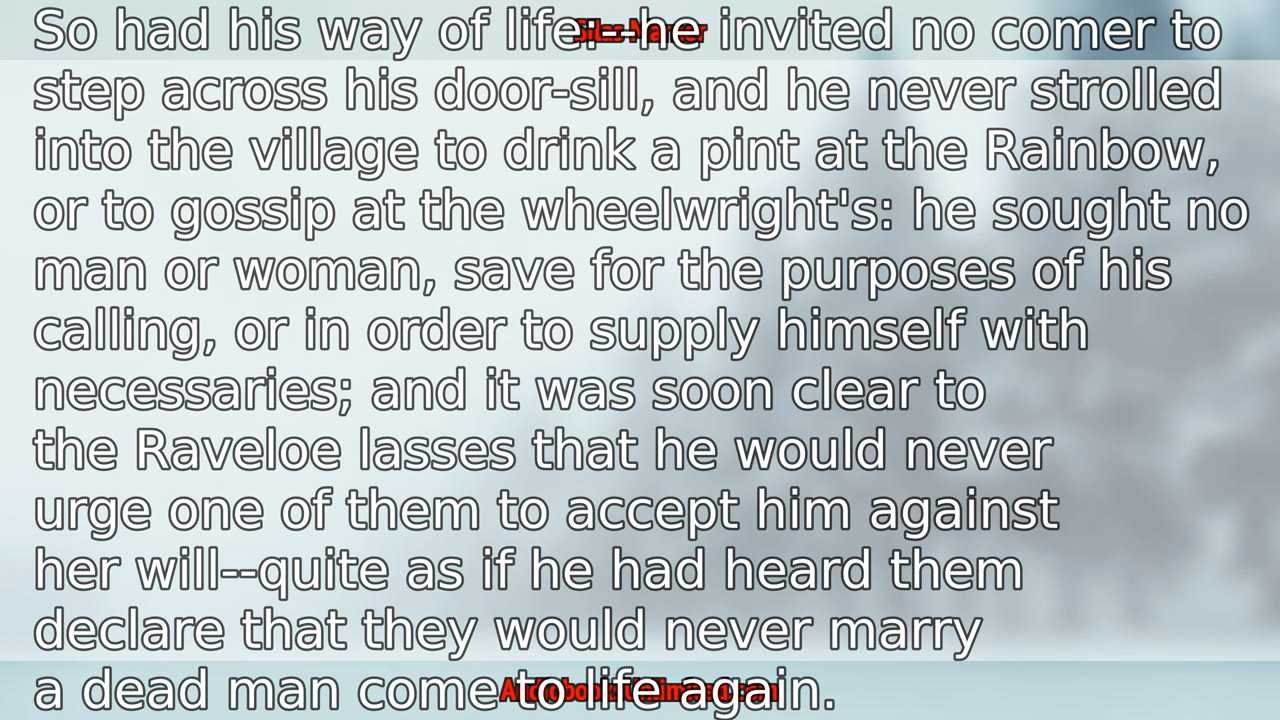 Silas Marner
So had his way of life:--he invited no comer to
step across his door-sill, and he never strolled
into the village to drink a pint at the Rainbow,
or to gossip at the wheelwright's: he sought no
man or woman, save for the purposes of his
calling, or in order to supply himself with
necessaries; and it was soon clear to
the Raveloe lasses that he would never
urge one of them to accept him against
her will--quite as if he had heard them
declare that they would never marry
a dead man come to life again.